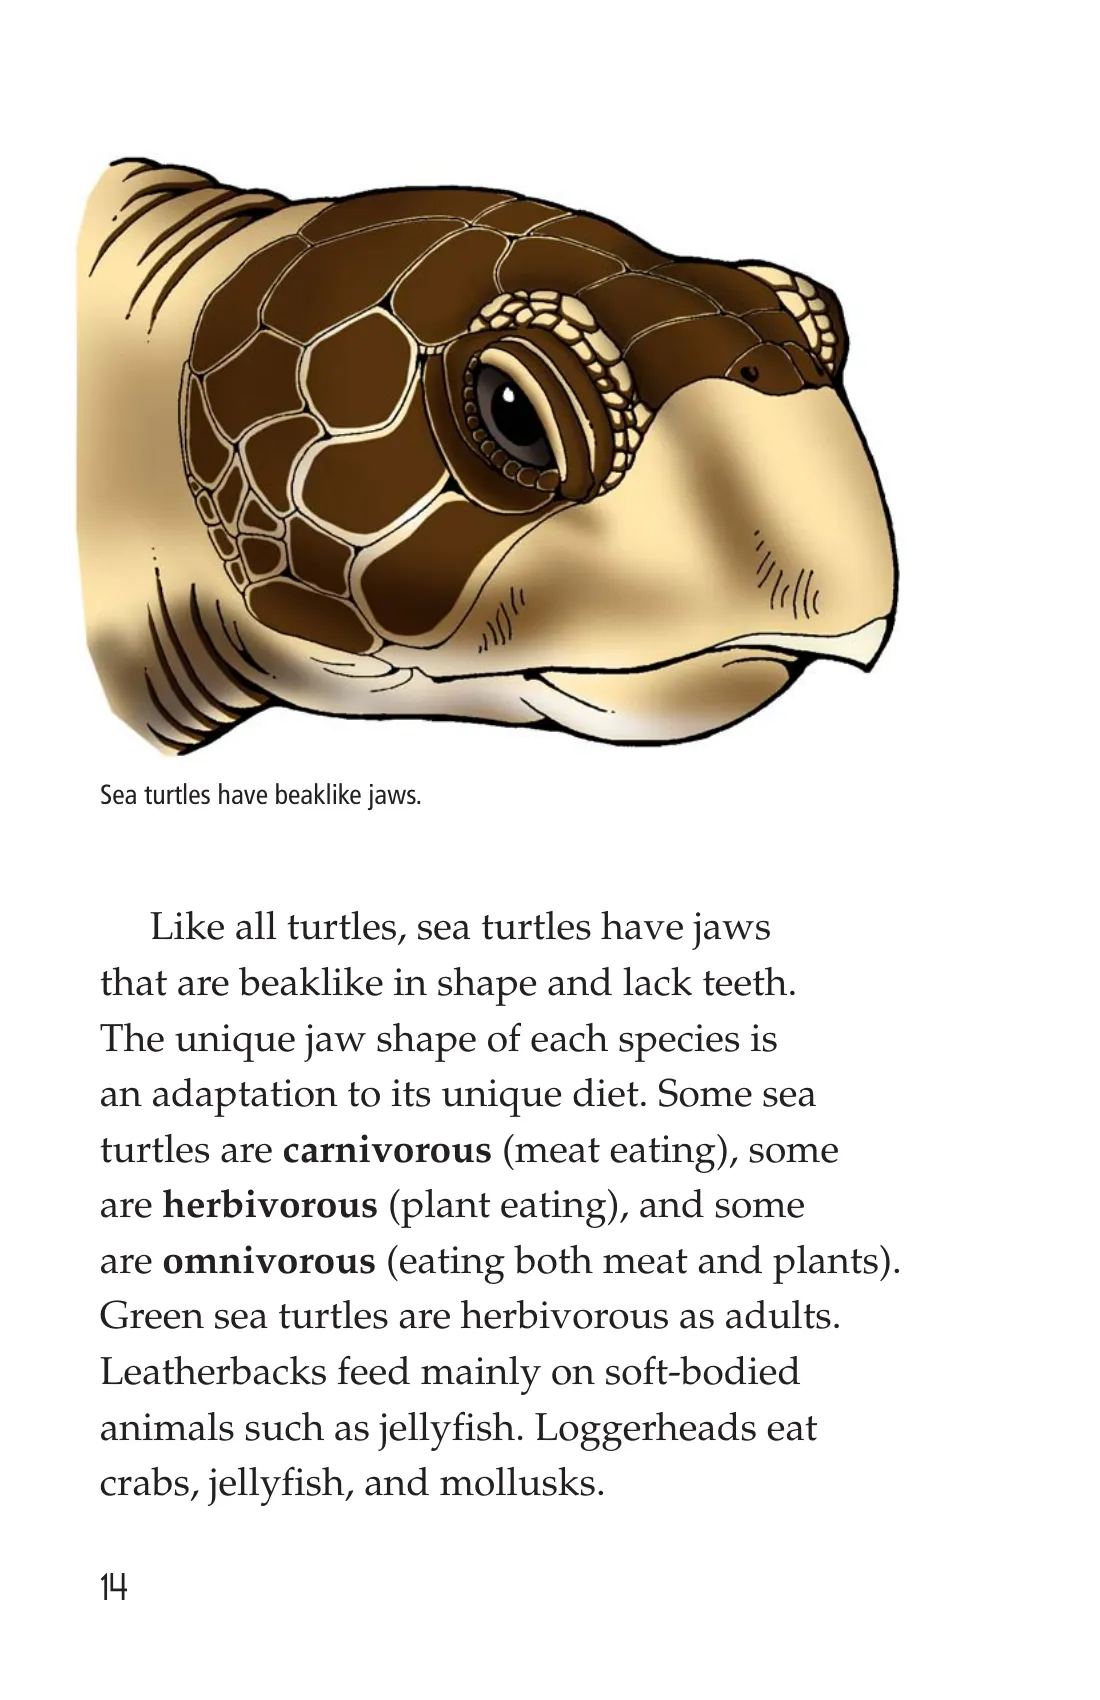 Sea turtles have beaklike jaws.
Like all turtles, sea turtles have jaws
that are beaklike in shape and lack teeth.
The unique jaw shape of each species is
an adaptation to its unique diet. Some sea
turtles are carnivorous (meat eating), some
are herbivorous (plant eating), and some
are omnivorous (eating both meat and plants).
Green sea turtles are herbivorous as adults.
Leatherbacks feed mainly on soft-bodied
animals such as jellyfish. Loggerheads eat
crabs, jellyfish, and mollusks.
14